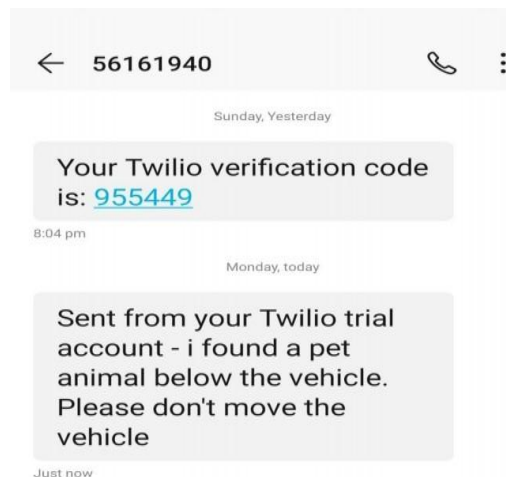 56161940
Sunday, Yesterday
Your Twilio verification code
is: 955449
8:04 pm
Monday, today
Sent from your Twilio trial
account - i found a pet
animal below the vehicle.
Please don't move the
vehicle
Just now